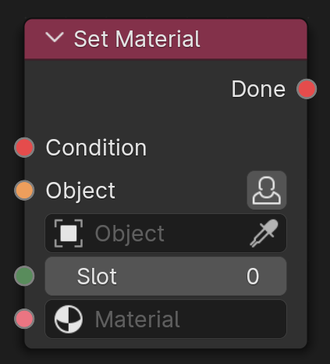 Set Material
Done
Condition
Object
Object
Slot 0
Material